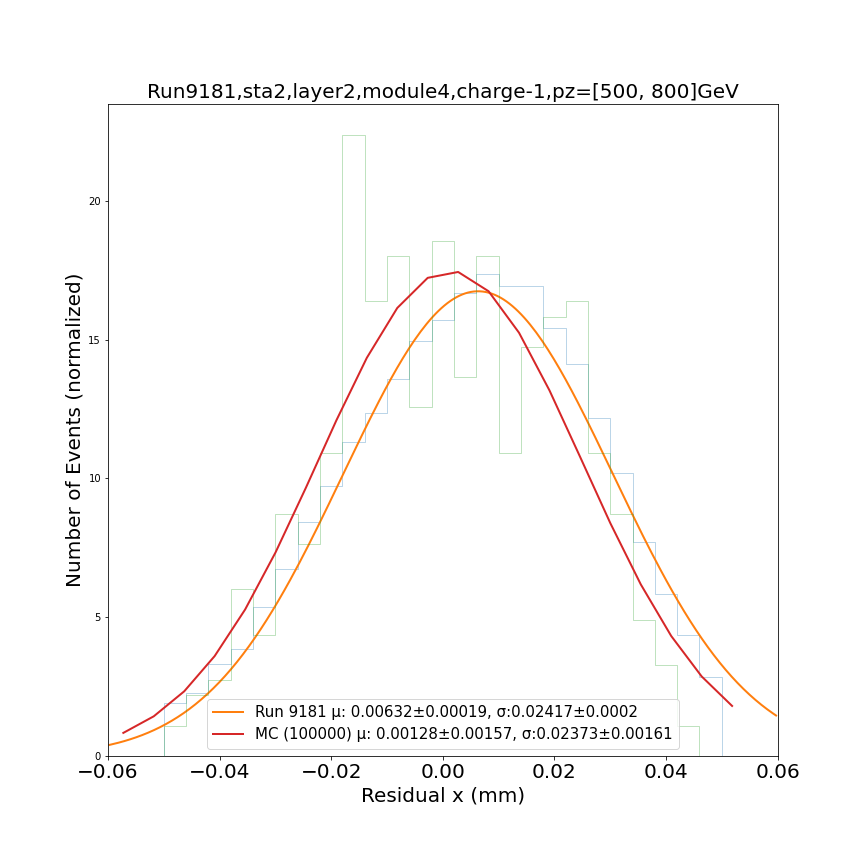 Run9181,sta2,layer2,module4,charge-1,pz=[500, 800]GeV
Number of Events (normalized)
20
15
10
5
0
Run 9181 μ: 0.00632±0.00019, σ:0.02417±0.0002
MC (100000) μ: 0.00128±0.00157, σ:0.02373±0.00161
−0.06 −0.04 −0.02 0.00 0.02 0.04 0.06
Residual x (mm)